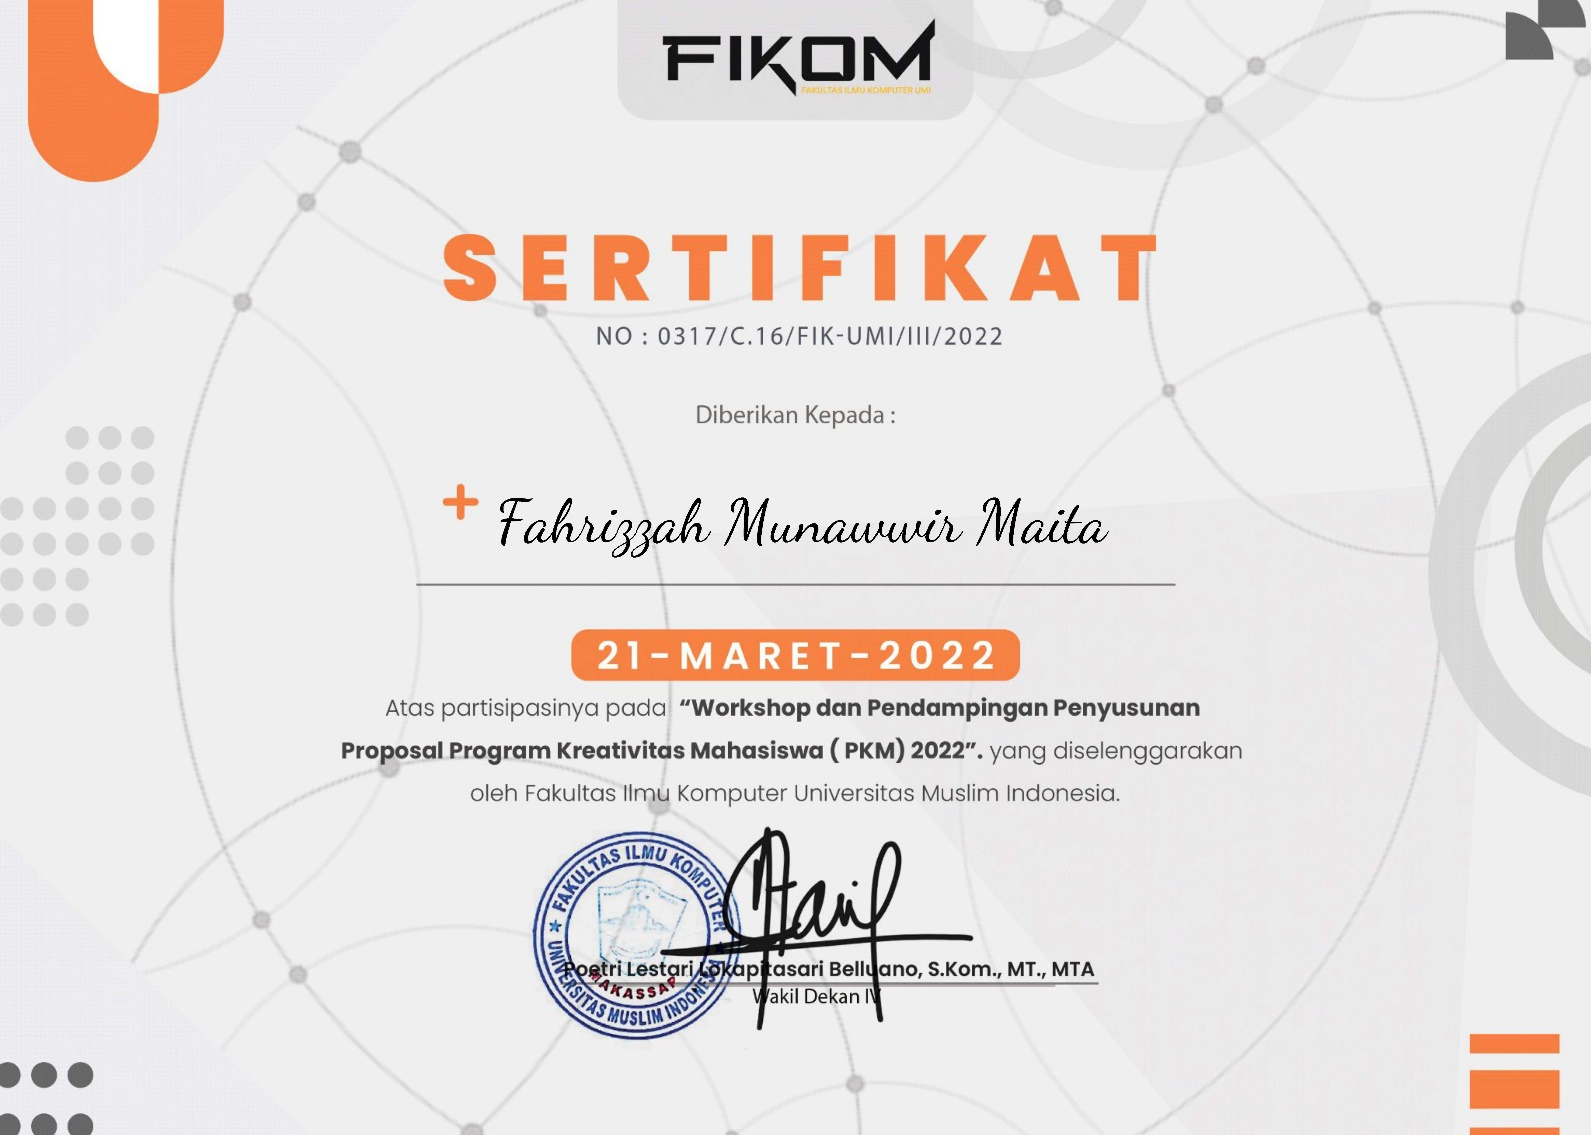 FIKOM
FAKULTAS ILMU KOMPUTER UMI
SERTIFIKAT
NO : 0317/C.16/FIK-UMI/III/2022
Diberikan Kepada :
Fahrizzah Munawwir Maita
21-MARET-2022
Atas partisipasinya pada “Workshop dan Pendampingan Penyusunan
Proposal Program Kreativitas Mahasiswa ( PKM) 2022”. yang diselenggarakan
oleh Fakultas Ilmu Komputer Universitas Muslim Indonesia.
FAKULTAS ILMU KOMPUTER
UNIVERSITAS MUSLIM INDONESIA
MAKASSAR
Poetri Lestari Lokapitasari Belluano, S.Kom., MT., MTA
Wakil Dekan IV